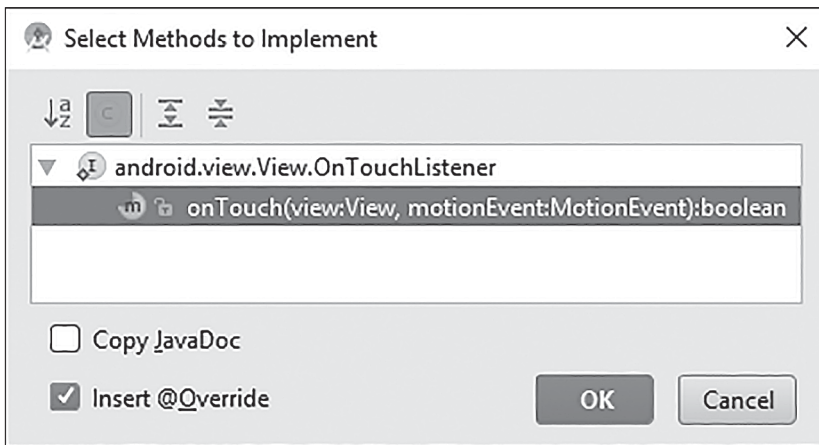 Select Methods to Implement
android.view.View.OnTouchListener
onTouch(view:View, motionEvent:MotionEvent):boolean
Copy JavaDoc
Insert @Override
OK
Cancel